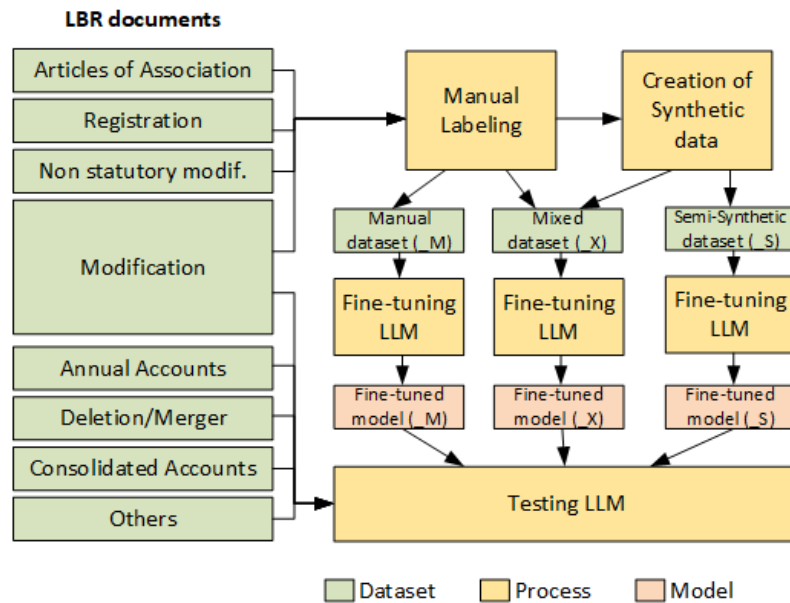 LBR documents
Articles of Association
Registration
Non statutory modif.
Modification
Annual Accounts
Deletion/Merger
Consolidated Accounts
Others
Manual
Labeling
Creation of
Synthetic
data
Manual
dataset (_M)
Mixed
dataset (_X)
Semi-Synthetic
dataset (_S)
Fine-tuning
LLM
Fine-tuning
LLM
Fine-tuning
LLM
Fine-tuned
model (_M)
Fine-tuned
model (_X)
Fine-tuned
model (_S)
Testing LLM
Dataset
Process
Model